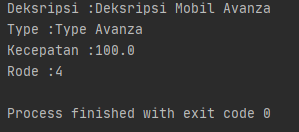 Deksripsi :Deksripsi Mobil Avanza
Type :Type Avanza
Kecepatan :100.0
Rode :4
Process finished with exit code 0